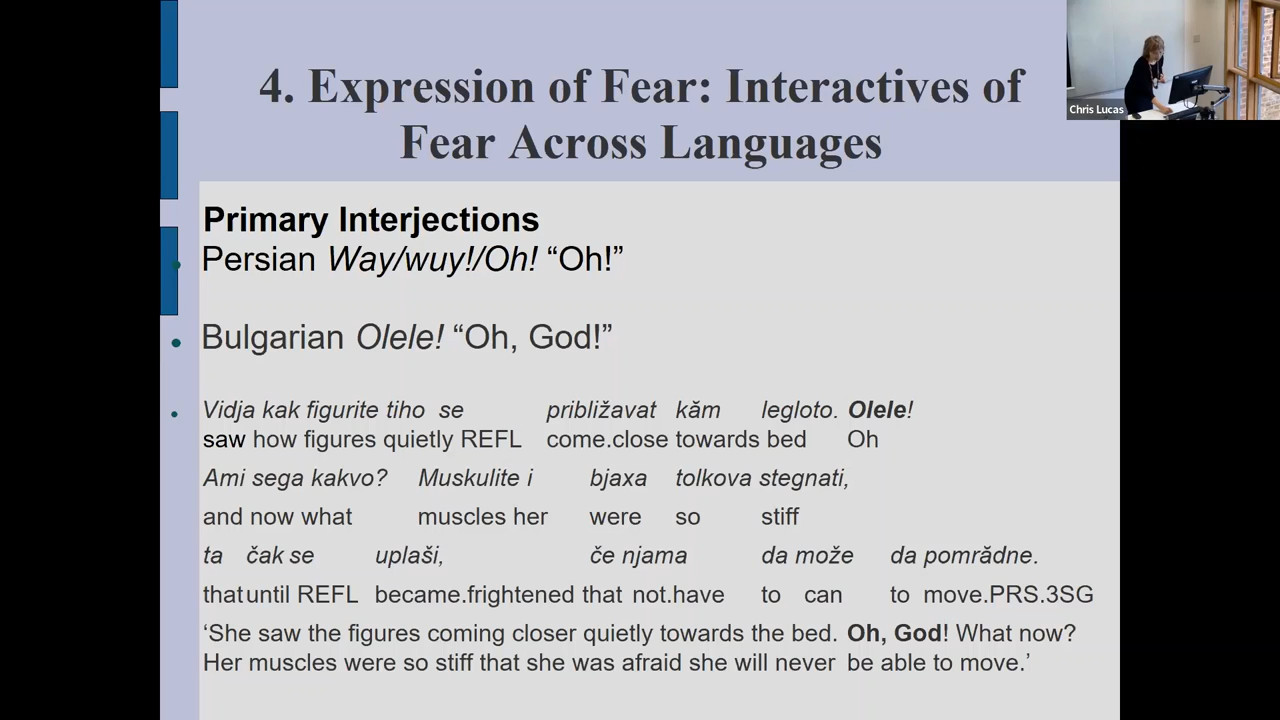 4. Expression of Fear: Interactives of
Fear Across Languages
Chris Lucas
Primary Interjections
Persian Way/wuy!/Oh! “Oh!”
Bulgarian Olele! “Oh, God!”
Vidja kak figurite tiho se približavat kăm legloto. Olele!
saw how figures quietly REFL come.close towards bed Oh
Ami sega kakvo? Muskulite i bjaxa tolkova stegnati,
and now what muscles her were so stiff
ta čak se uplaši, če njama da može da pomrădne.
that until REFL became.frightened that not.have to can to move.PRS.3SG
‘She saw the figures coming closer quietly towards the bed. Oh, God! What now?
Her muscles were so stiff that she was afraid she will never be able to move.’